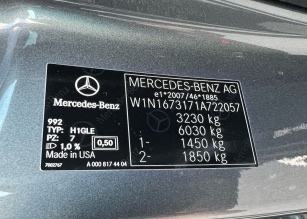 MERCEDES-BENZ AG
e1*2007/46*1885
W1N1673171A722057
3230 kg
6030 kg
1- 1450 kg
2- 1850 kg
Mercedes-Benz
992
TYP: H1GLE
PZ: 7 0,50
1,0 %
Made in USA
A 000 817 44 04